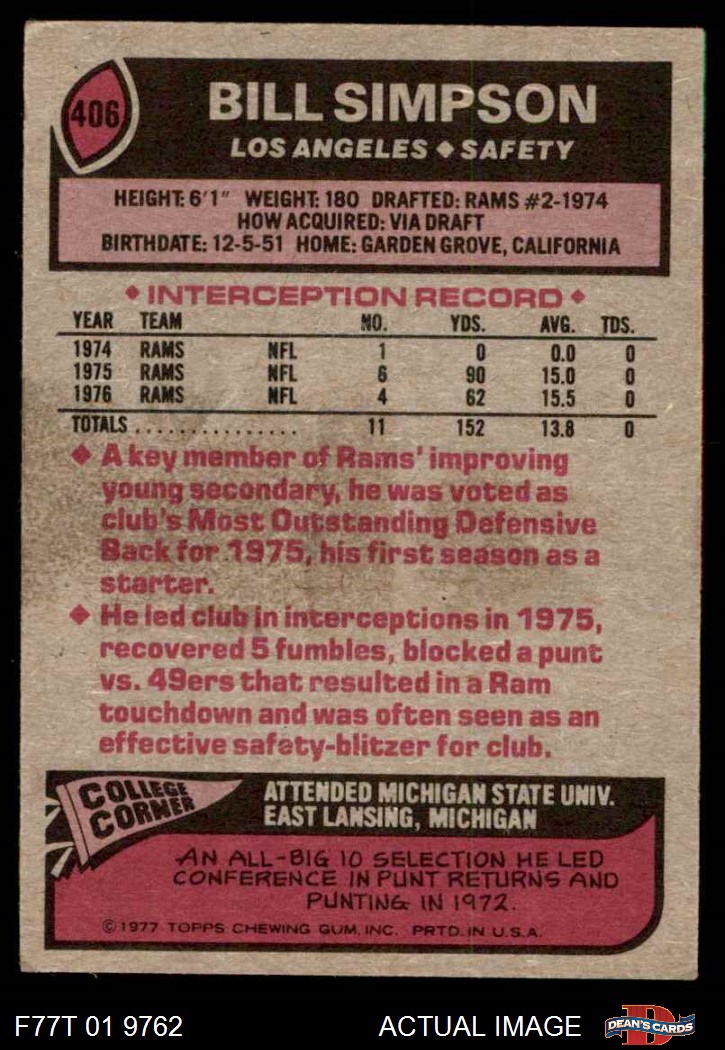 406
BILL SIMPSON
LOS ANGELES ◆ SAFETY
HEIGHT: 6'1" WEIGHT: 180 DRAFTED: RAMS #2-1974
HOW ACQUIRED: VIA DRAFT
BIRTHDATE: 12-5-51 HOME: GARDEN GROVE, CALIFORNIA
◆ INTERCEPTION RECORD ◆
YEAR TEAM NO. YDS. AVG. TDS.
1974 RAMS NFL 1 0 0.0 0
1975 RAMS NFL 6 90 15.0 0
1976 RAMS NFL 4 62 15.5 0
TOTALS ............... 11 152 13.8 0
◆ A key member of Rams' improving
young secondary, he was voted as
club's Most Outstanding Defensive
Back for 1975, his first season as a
starter.
◆ He led club in interceptions in 1975,
recovered 5 fumbles, blocked a punt
vs. 49ers that resulted in a Ram
touchdown and was often seen as an
effective safety-blitzer for club.
COLLEGE
CORNER
ATTENDED MICHIGAN STATE UNIV.
EAST LANSING, MICHIGAN
AN ALL-BIG 10 SELECTION HE LED
CONFERENCE IN PUNT RETURNS AND
PUNTING IN 1972.
©1977 TOPPS CHEWING GUM, INC. PRTD. IN U.S.A.
F77T 01 9762 ACTUAL IMAGE
DEAN'S CARDS